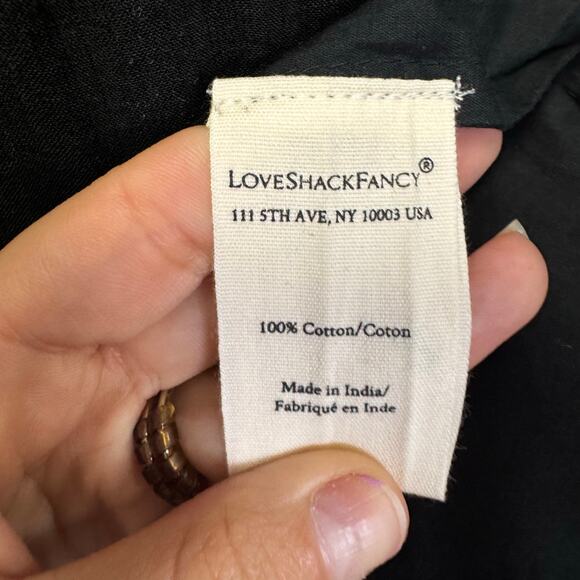 LOVESHACKFANCY®
111 5TH AVE, NY 10003 USA
100% Cotton/Coton
Made in India/
Fabriqué en Inde